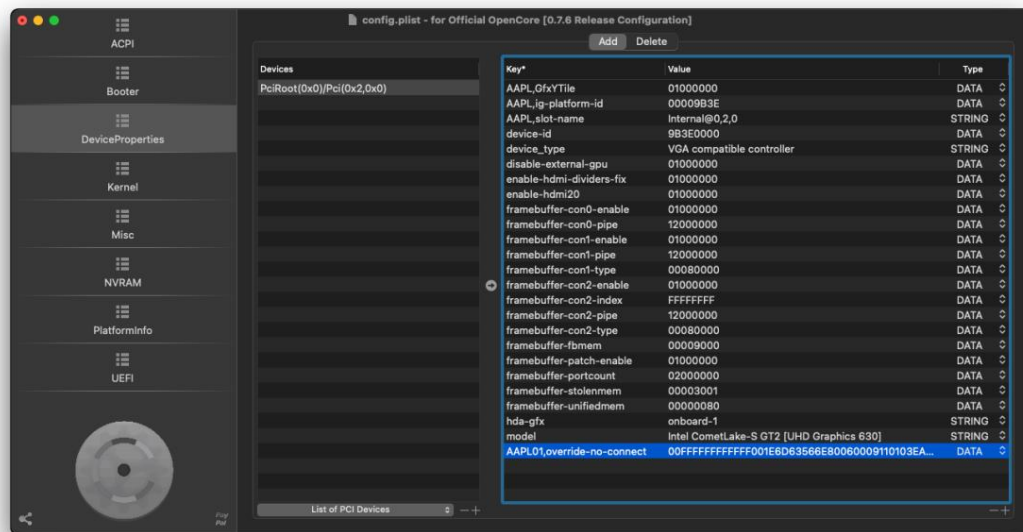 config.plist - for Official OpenCore [0.7.6 Release Configuration]
ACPI
Booter
DeviceProperties
Kernel
Misc
NVRAM
PlatformInfo
UEFI
Add Delete
Devices
PciRoot(0x0)/Pci(0x2,0x0)
List of PCI Devices
Key* Value Type
AAPL,GfxYTile 01000000 DATA
AAPL,ig-platform-id 00009B3E DATA
AAPL,slot-name Internal@0,2,0 STRING
device-id 9B3E0000 DATA
device_type VGA compatible controller STRING
disable-external-gpu 01000000 DATA
enable-hdmi-dividers-fix 01000000 DATA
enable-hdmi20 01000000 DATA
framebuffer-con0-enable 01000000 DATA
framebuffer-con0-pipe 12000000 DATA
framebuffer-con1-enable 01000000 DATA
framebuffer-con1-pipe 12000000 DATA
framebuffer-con1-type 00080000 DATA
framebuffer-con2-enable 01000000 DATA
framebuffer-con2-index FFFFFFFF DATA
framebuffer-con2-pipe 12000000 DATA
framebuffer-con2-type 00080000 DATA
framebuffer-fbmem 00009000 DATA
framebuffer-patch-enable 01000000 DATA
framebuffer-portcount 02000000 DATA
framebuffer-stolenmem 00003001 DATA
framebuffer-unifiedmem 00000080 DATA
hda-gfx onboard-1 STRING
model Intel CometLake-S GT2 [UHD Graphics 630] STRING
AAPL01,override-no-connect 00FFFFFFFFFFFF001E6D63566E80060009110103EA... DATA